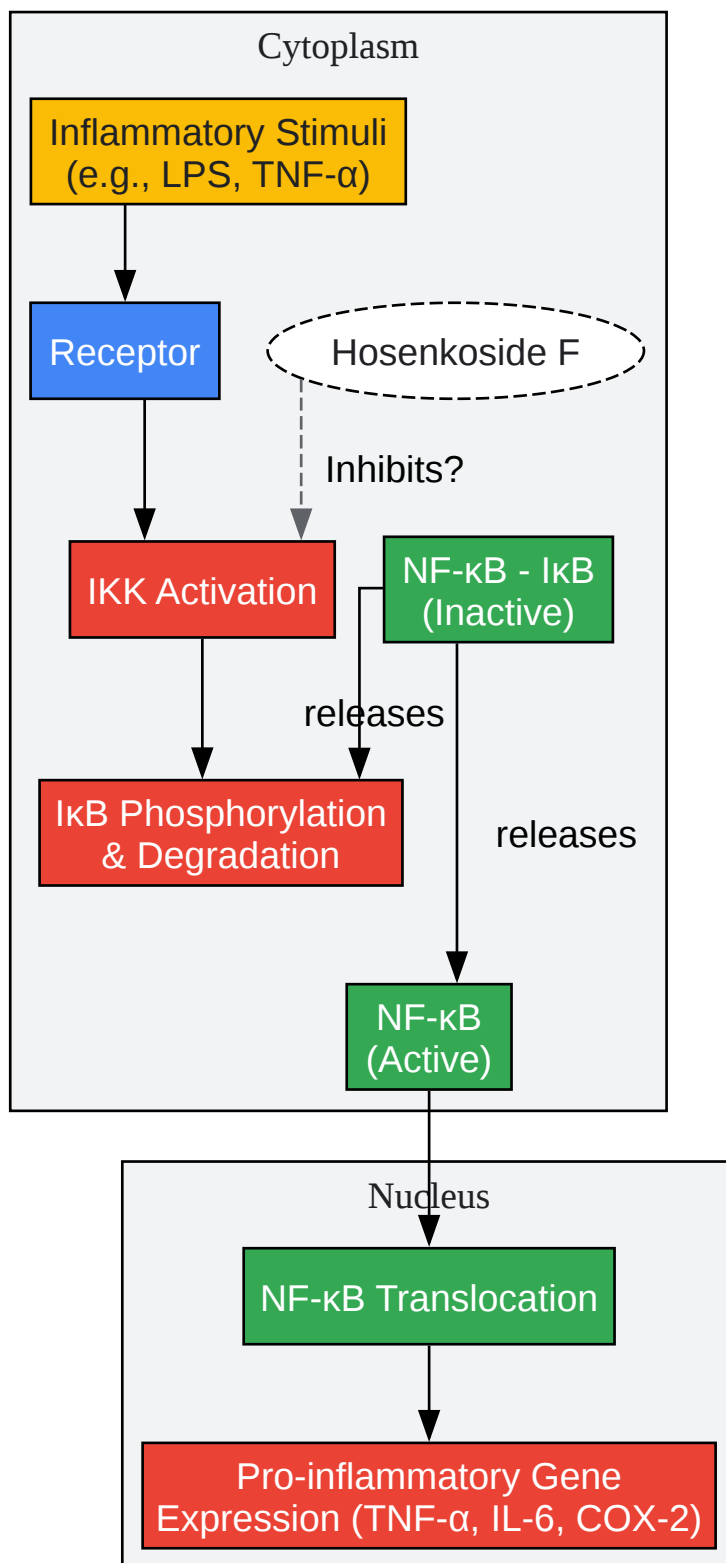 Cytoplasm
Inflammatory Stimuli
(e.g., LPS, TNF-α)
Receptor
Hosenkoside F
Inhibits?
IKK Activation
NF-κB - IκB
(Inactive)
releases
IκB Phosphorylation
& Degradation
releases
NF-κB
(Active)
Nucleus
NF-κB Translocation
Pro-inflammatory Gene
Expression (TNF-α, IL-6, COX-2)